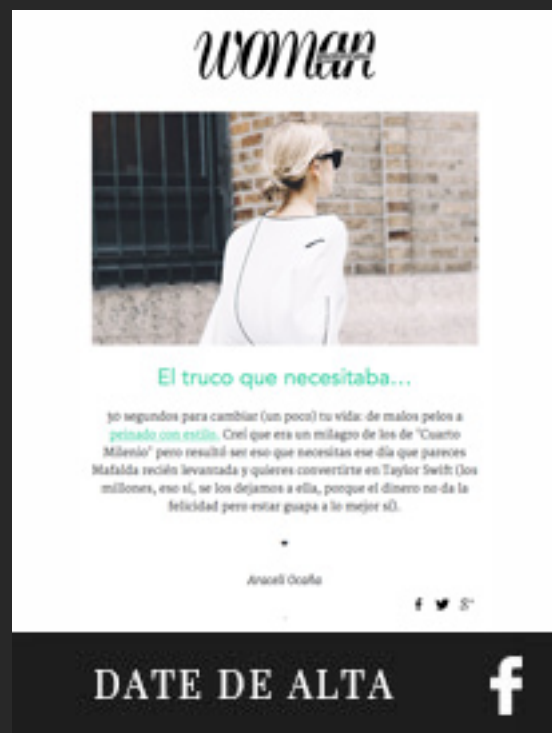 woman
El truco que necesitaba...
30 segundos para cambiar (un poco) tu vida: de malos pelos a
peinado con estilo. Creí que era un milagro de los de "Cuarto
Milenio" pero resultó ser eso que necesitas ese día que pareces
Mafalda recién levantada y quieres convertirte en Taylor Swift (los
millones, eso sí, se los dejamos a ella, porque el dinero no da la
felicidad pero estar guapa a lo mejor sí).
Araceli Ocaña
DATE DE ALTA